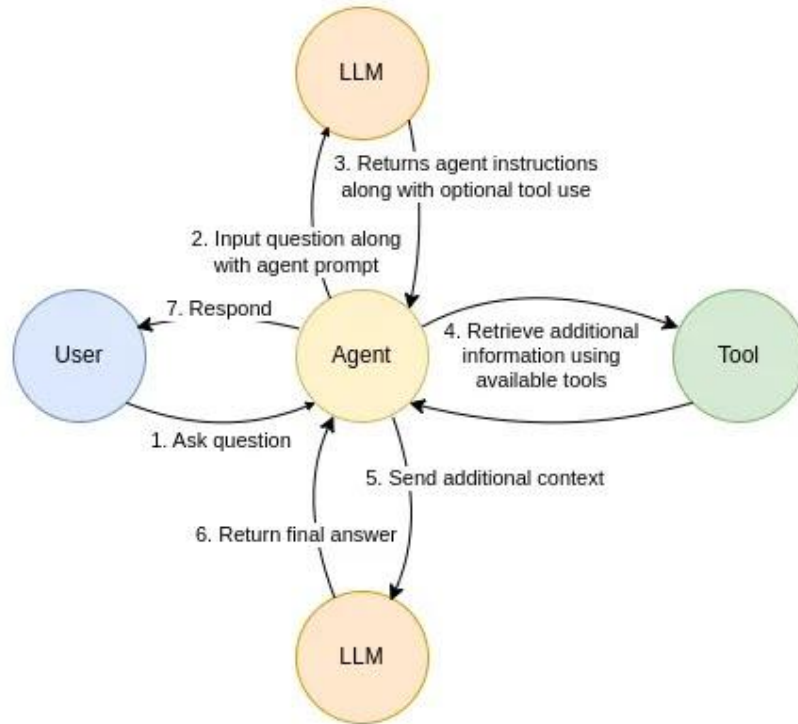 LLM
3. Returns agent instructions
along with optional tool use
2. Input question along
with agent prompt
7. Respond
User
Agent
4. Retrieve additional
information using
available tools
Tool
1. Ask question
5. Send additional context
6. Return final answer
LLM